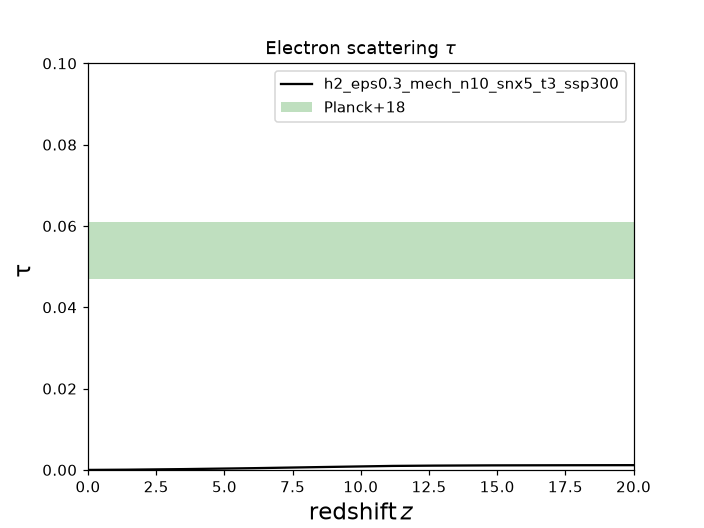 Electron scattering τ
h2_eps0.3_mech_n10_snx5_t3_ssp300
Planck+18
0.10
0.08
0.06
0.04
0.02
0.00
τ
0.0 2.5 5.0 7.5 10.0 12.5 15.0 17.5 20.0
redshift z